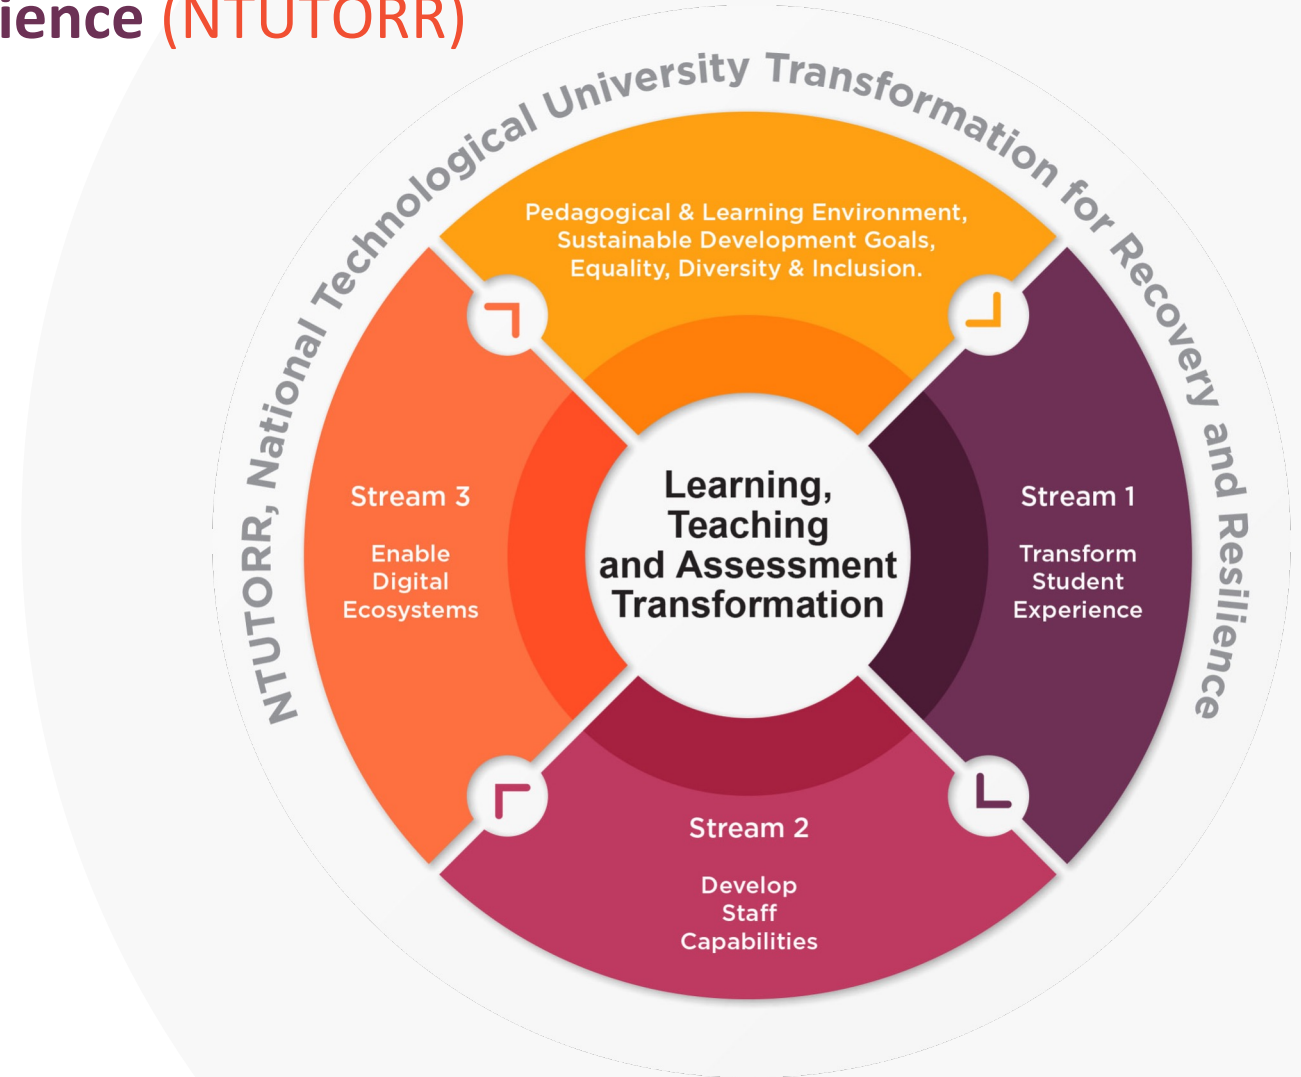 ience (NTUTORR)
NTUTORR, National Technological University Transformation for Recovery and Resilience
Pedagogical & Learning Environment,
Sustainable Development Goals,
Equality, Diversity & Inclusion.
Stream 3
Enable
Digital
Ecosystems
Learning,
Teaching
and Assessment
Transformation
Stream 1
Transform
Student
Experience
Stream 2
Develop
Staff
Capabilities